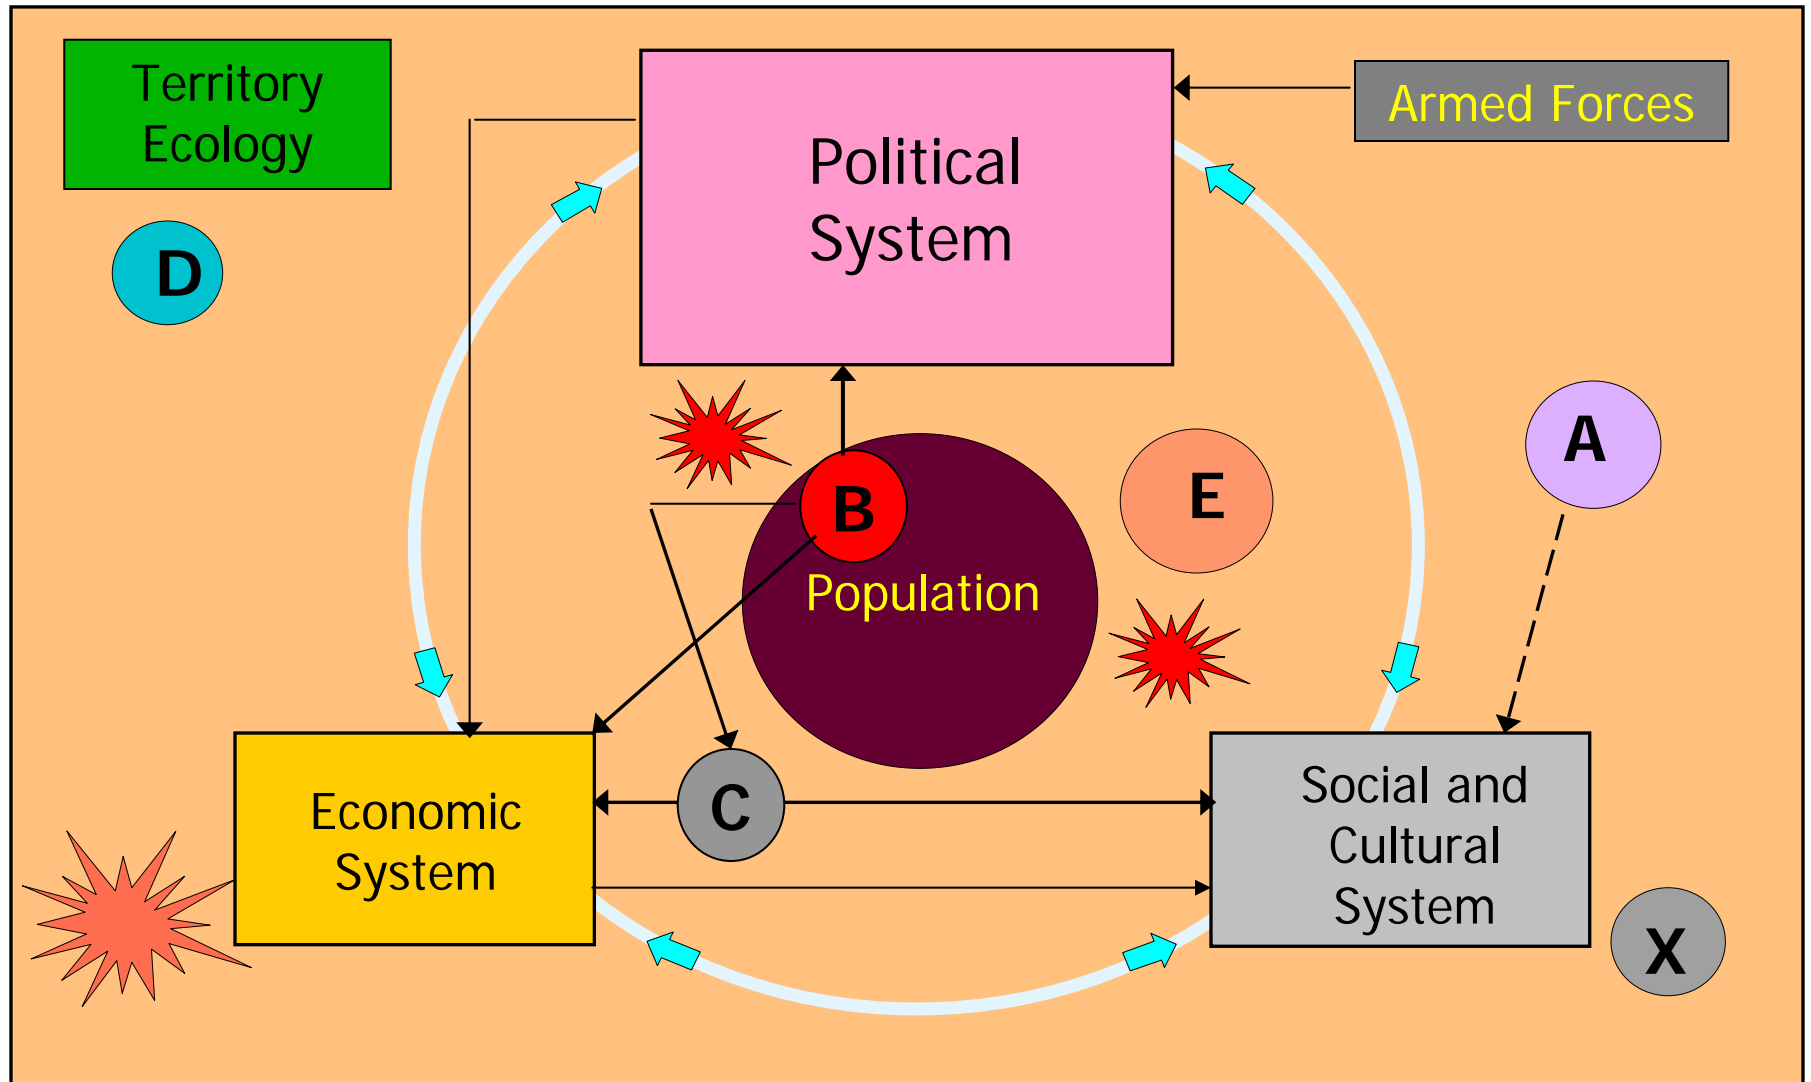 Territory
Ecology
Political
System
Armed Forces
D
A
E
B
Population
Economic
System
C
Social and
Cultural
System
X